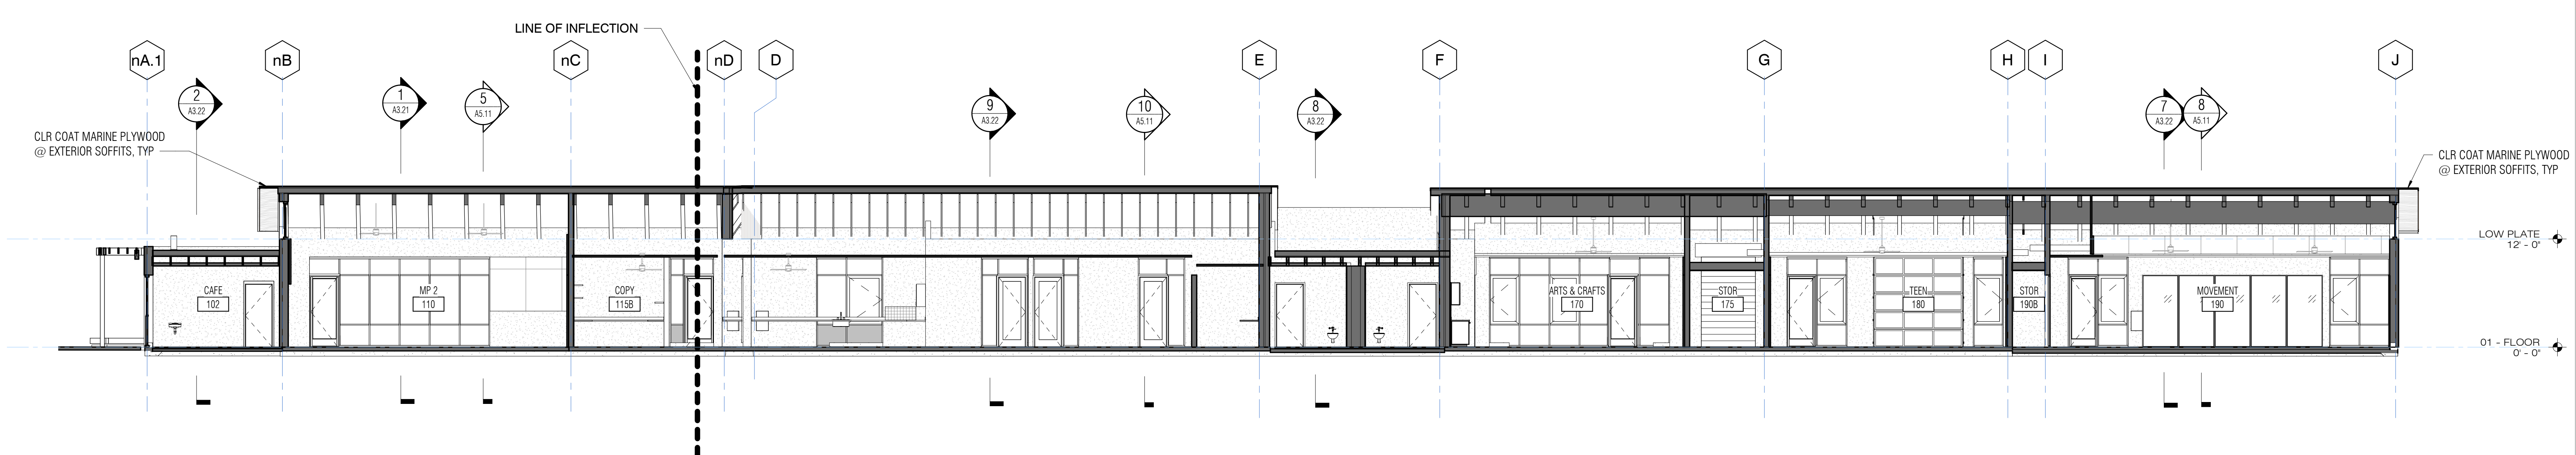 LINE OF INFLECTION
nA.1
nB
nC
nD
D
E
F
G
H
I
J
2
A3.22
1
A3.21
5
A5.11
9
A3.22
10
A5.11
8
A3.22
7
A3.22
8
A5.11
CLR COAT MARINE PLYWOOD
@ EXTERIOR SOFFITS, TYP
CLR COAT MARINE PLYWOOD
@ EXTERIOR SOFFITS, TYP
LOW PLATE
12' - 0"
CAFE
102
MP 2
110
COPY
115B
ARTS & CRAFTS
170
STOR
175
TEEN
180
STOR
190B
MOVEMENT
190
01 - FLOOR
0' - 0"